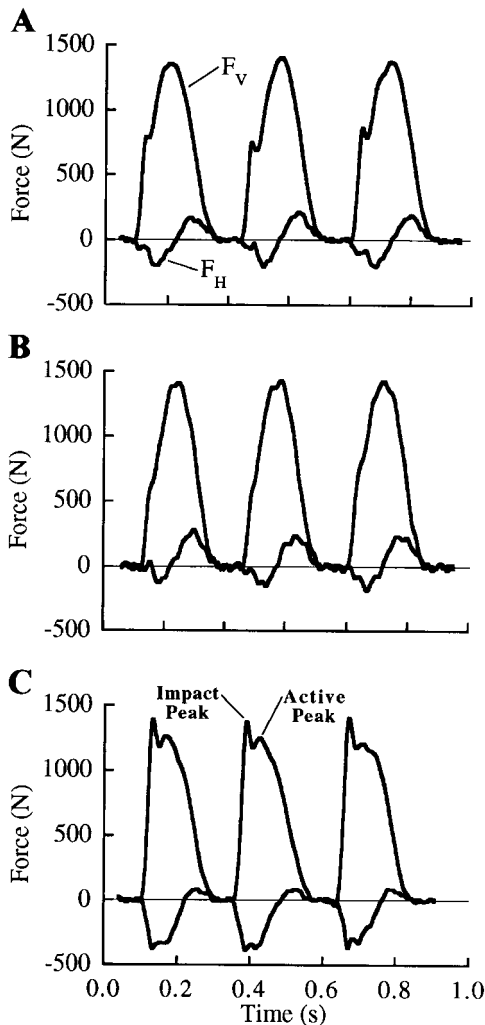 A
1500
1000
500
0
-500
Force (N)
F_V
F_H
B
1500
1000
500
0
-500
Force (N)
C
1500
1000
500
0
-500
Force (N)
Impact
Peak
Active
Peak
0.0 0.2 0.4 0.6 0.8 1.0
Time (s)